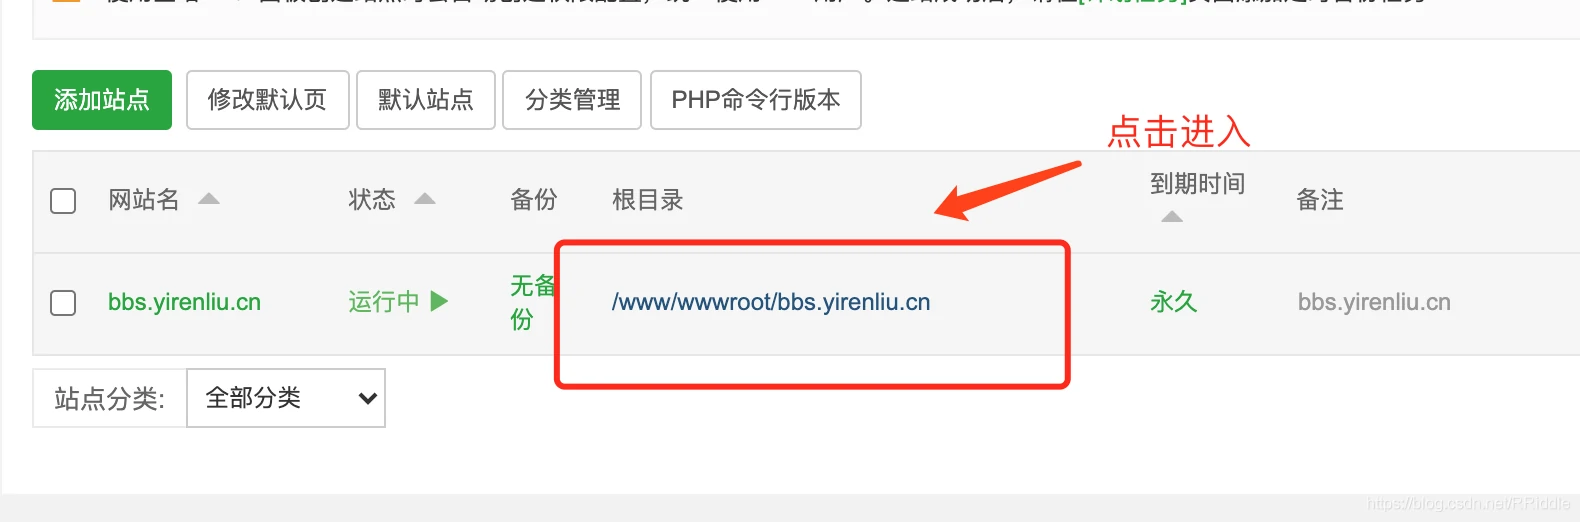 添加站点 修改默认页 默认站点 分类管理 PHP命令行版本
点击进入
网站名 状态 备份 根目录 到期时间 备注
bbs.yirenliu.cn 运行中 无备份 /www/wwwroot/bbs.yirenliu.cn 永久 bbs.yirenliu.cn
站点分类: 全部分类
https://blog.csdn.net/RRiddle